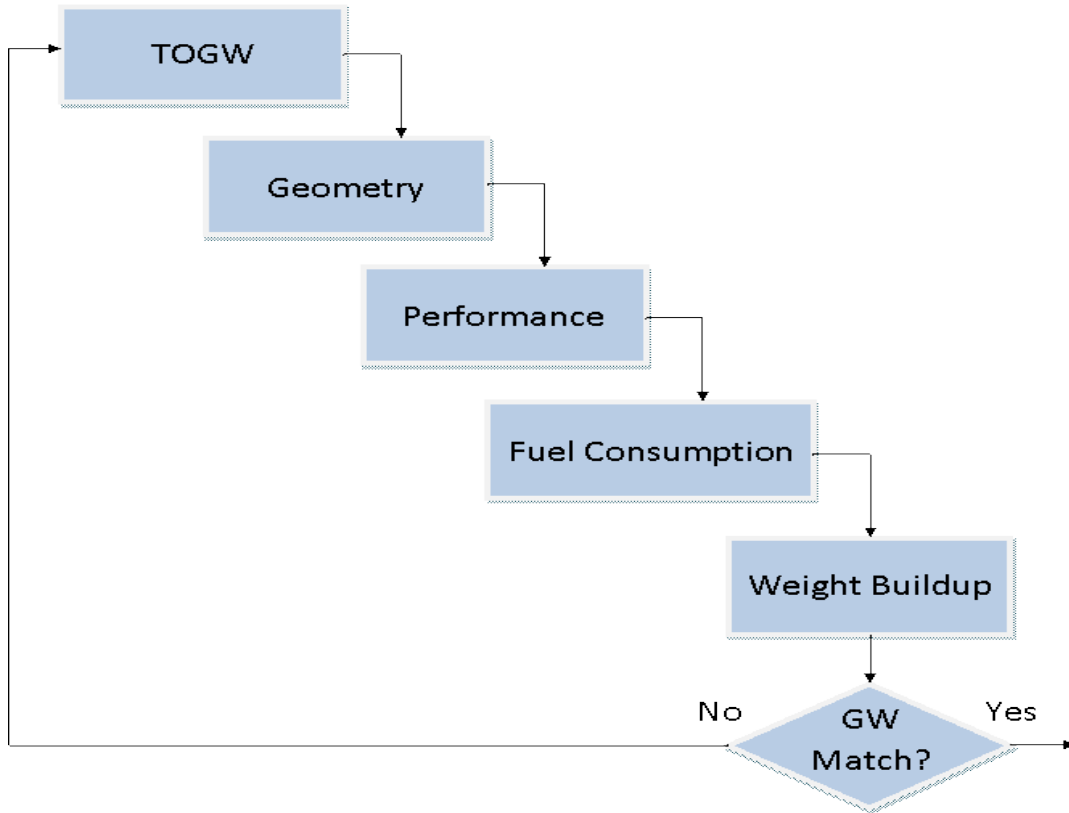 TOGW
Geometry
Performance
Fuel Consumption
Weight Buildup
No
GW
Yes
Match?